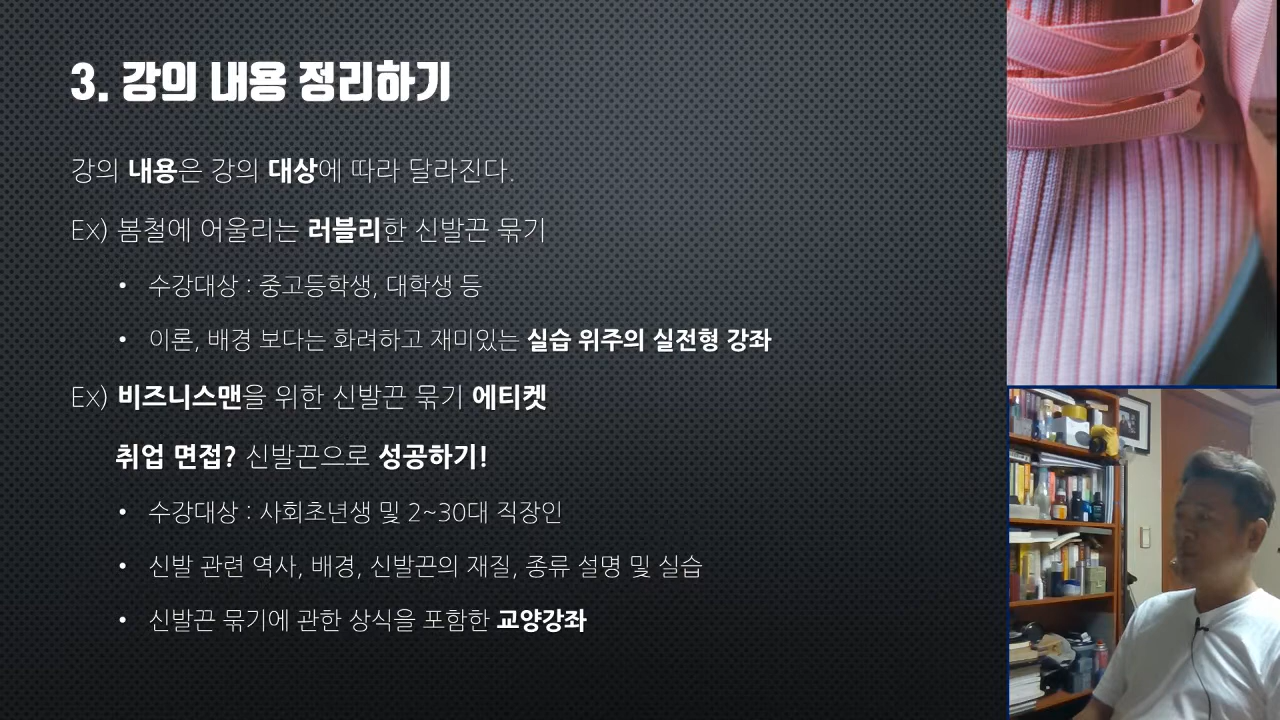 3. 강의 내용 정리하기
강의 내용은 강의 대상에 따라 달라진다.
Ex) 봄철에 어울리는 러블리한 신발끈 묶기
• 수강대상 : 중고등학생, 대학생 등
• 이론, 배경 보다는 화려하고 재미있는 실습 위주의 실전형 강좌
Ex) 비즈니스맨을 위한 신발끈 묶기 에티켓
취업 면접? 신발끈으로 성공하기!
• 수강대상 : 사회초년생 및 2~30대 직장인
• 신발 관련 역사, 배경, 신발끈의 재질, 종류 설명 및 실습
• 신발끈 묶기에 관한 상식을 포함한 교양강좌